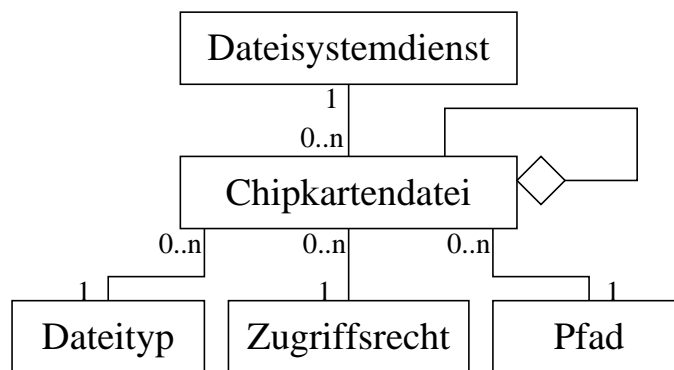 Dateisystemdienst
1
0..n
Chipkartendatei
0..n 0..n 0..n
1 1 1
Dateityp Zugriffsrecht Pfad